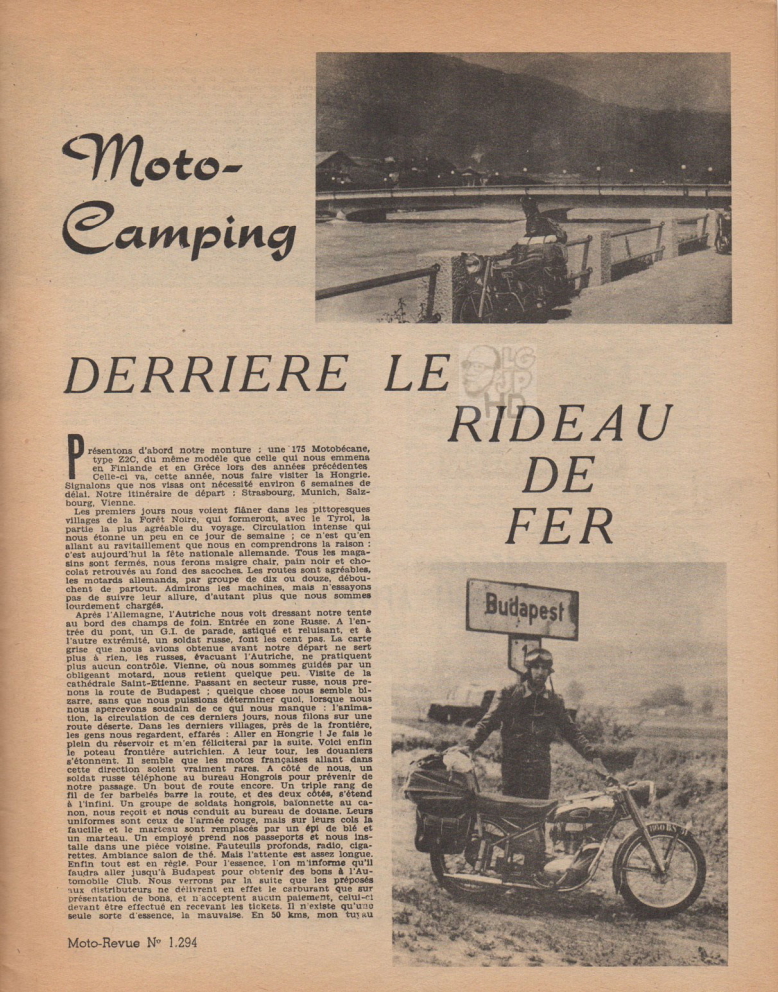 Moto-
Camping
DERRIERE LE
RIDEAU
DE
FER
LG
JP
HD
Présentons d'abord notre monture : une 175 Motobécane,
type Z2C, du même modèle que celle qui nous emmena
en Finlande et en Grèce lors des années précédentes
Celle-ci va, cette année, nous faire visiter la Hongrie.
Signalons que nos visas ont nécessité environ 6 semaines de
délai. Notre itinéraire de départ : Strasbourg, Munich, Salz-
bourg, Vienne.
Les premiers jours nous voient flâner dans les pittoresques
villages de la Forêt Noire, qui formeront, avec le Tyrol, la
partie la plus agréable du voyage. Circulation intense qui
nous étonne un peu en ce jour de semaine ; ce n'est qu'en
allant au ravitaillement que nous en comprendrons la raison :
c'est aujourd'hui la fête nationale allemande. Tous les maga-
sins sont fermés, nous ferons maigre chair, pain noir et cho-
colat retrouvés au fond des sacoches. Les routes sont agréables,
les motards allemands, par groupe de dix ou douze, débou-
chent de partout. Admirons les machines, mais n'essayons
pas de suivre leur allure, d'autant plus que nous sommes
lourdement chargés.
Après l'Allemagne, l'Autriche nous voit dressant notre tente
au bord des champs de foin. Entrée en zone Russe. A l'en-
trée du pont, un G.I. de parade, astiqué et reluisant, et à
l'autre extrémité, un soldat russe, font les cent pas. La carte
grise que nous avions obtenue avant notre départ ne sert
plus à rien, les russes, évacuant l'Autriche, ne pratiquent
plus aucun contrôle. Vienne, où nous sommes guidés par un
obligeant motard, nous retient quelque peu. Visite de la
cathédrale Saint-Etienne. Passant en secteur russe, nous pre-
nons la route de Budapest ; quelque chose nous semble bi-
zarre, sans que nous puissions déterminer quoi, lorsque nous
nous apercevons soudain de ce qui nous manque : l'anima-
tion, la circulation de ces derniers jours, nous filons sur une
route déserte. Dans les derniers villages, près de la frontière,
les gens nous regardent, effarés : Aller en Hongrie ! Je fais le
plein du réservoir et m'en féliciterai par la suite. Voici enfin
le poteau frontière autrichien. A leur tour, les douaniers
s'étonnent. Il semble que les motos françaises allant dans
cette direction soient vraiment rares. A côté de nous, un
soldat russe téléphone au bureau Hongrois pour prévenir de
notre passage. Un bout de route encore. Un triple rang de
fil de fer barbelés barre la route, et des deux côtés, s'étend
à l'infini. Un groupe de soldats hongrois, baïonnette au ca-
non, nous reçoit et nous conduit au bureau de douane. Leurs
uniformes sont ceux de l'armée rouge, mais sur leurs cols la
faucille et le marteau sont remplacés par un épi de blé et
un marteau. Un employé prend nos passeports et nous ins-
talle dans une pièce voisine. Fauteuils profonds, radio, ciga-
rettes. Ambiance salon de thé. Mais l'attente est assez longue.
Enfin tout est en règle. Pour l'essence, l'on m'informe qu'il
faudra aller jusqu'à Budapest pour obtenir des bons à l'Au-
tomobile Club. Nous verrons par la suite que les préposés
aux distributeurs ne délivrent en effet le carburant que sur
présentation de bons, et n'acceptent aucun paiement, celui-ci
devant être effectué en recevant les tickets. Il n'existe qu'une
seule sorte d'essence, la mauvaise. En 50 kms, mon tuyau
Budapest
1
Moto-Revue N° 1.294